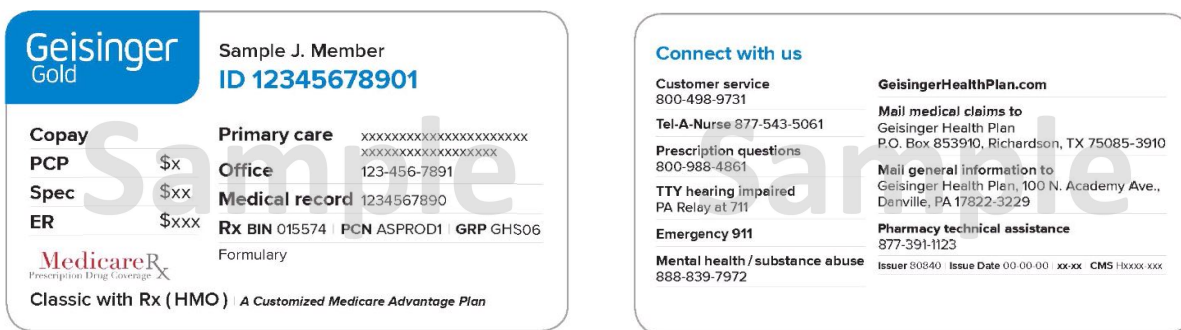 Geisinger
Gold
Sample J. Member
ID 12345678901
Copay
PCP $x
Spec $xx
ER $xxx
Primary care xxxxxxxxxxxxxxxxxxxxxx
xxxxxxxxxxxxxxxxxx
Office 123-456-7891
Medical record 1234567890
Rx BIN 015574 | PCN ASPROD1 | GRP GHS06
Formulary
MedicareRx
Prescription Drug Coverage
Classic with Rx (HMO) | A Customized Medicare Advantage Plan
Sample
Connect with us
Customer service
800-498-9731
Tel-A-Nurse 877-543-5061
Prescription questions
800-988-4861
TTY hearing impaired
PA Relay at 711
Emergency 911
Mental health / substance abuse
888-839-7972
GeisingerHealthPlan.com
Mail medical claims to
Geisinger Health Plan
P.O. Box 853910, Richardson, TX 75085-3910
Mail general information to
Geisinger Health Plan, 100 N. Academy Ave.,
Danville, PA 17822-3229
Pharmacy technical assistance
877-391-1123
Issuer 80840 | Issue Date 00-00-00 | xx-xx | CMS Hxxxx-xxx
Sample